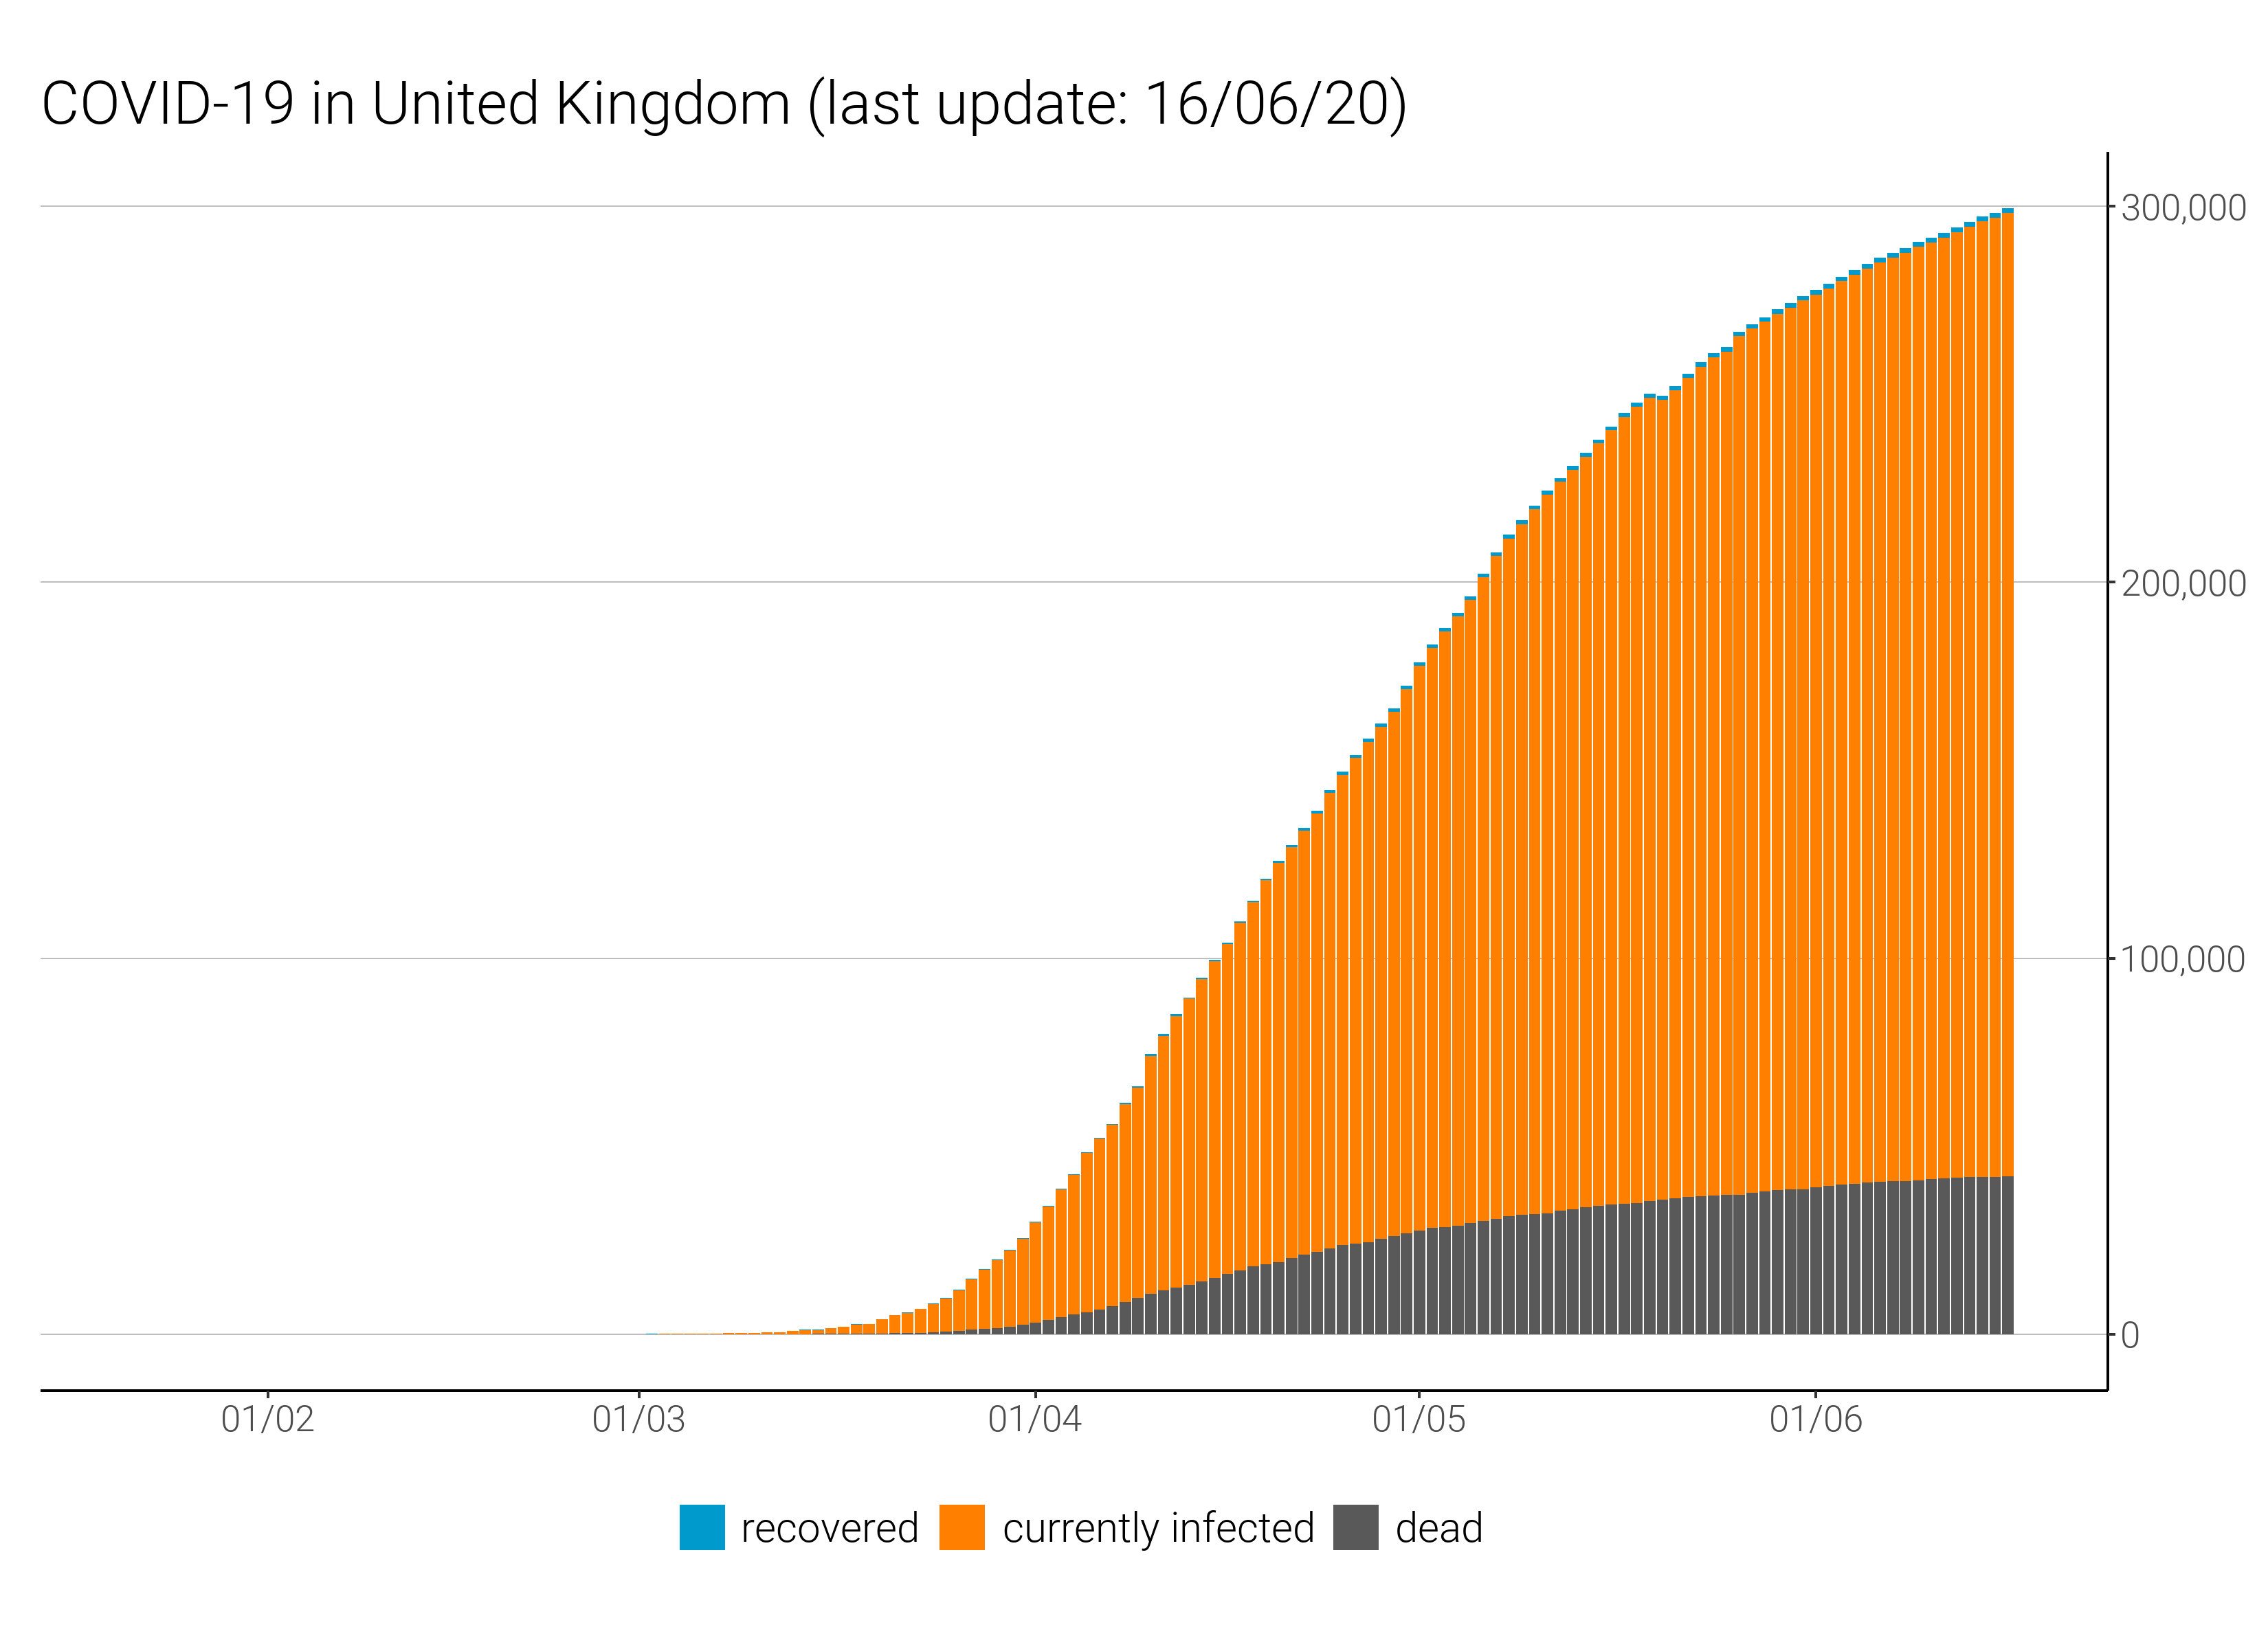 COVID-19 in United Kingdom (last update: 16/06/20)
300,000
200,000
100,000
0
01/02 01/03 01/04 01/05 01/06
recovered currently infected dead